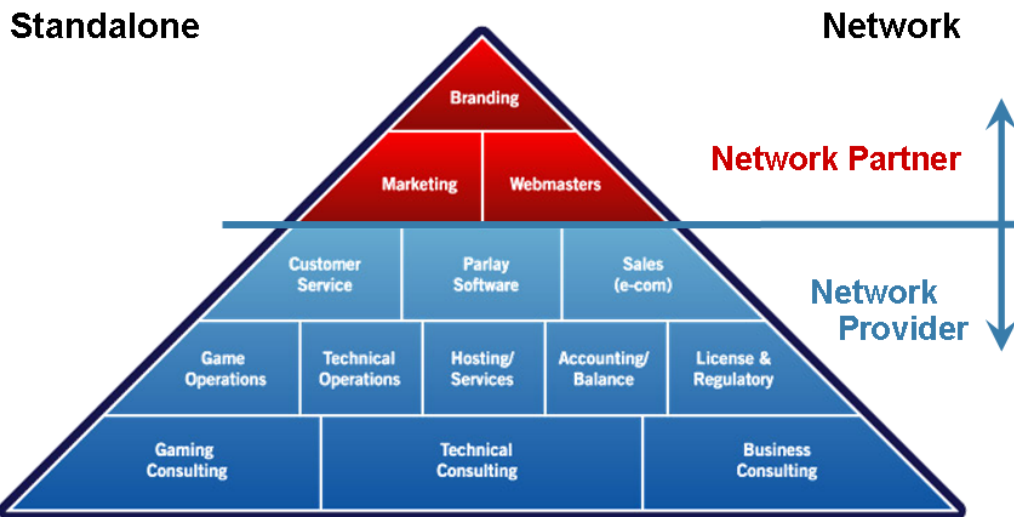 Standalone
Network
Branding
Network Partner
Marketing
Webmasters
Customer
Service
Parlay
Software
Sales
(e-com)
Network
Provider
Game
Operations
Technical
Operations
Hosting/
Services
Accounting/
Balance
License &
Regulatory
Gaming
Consulting
Technical
Consulting
Business
Consulting